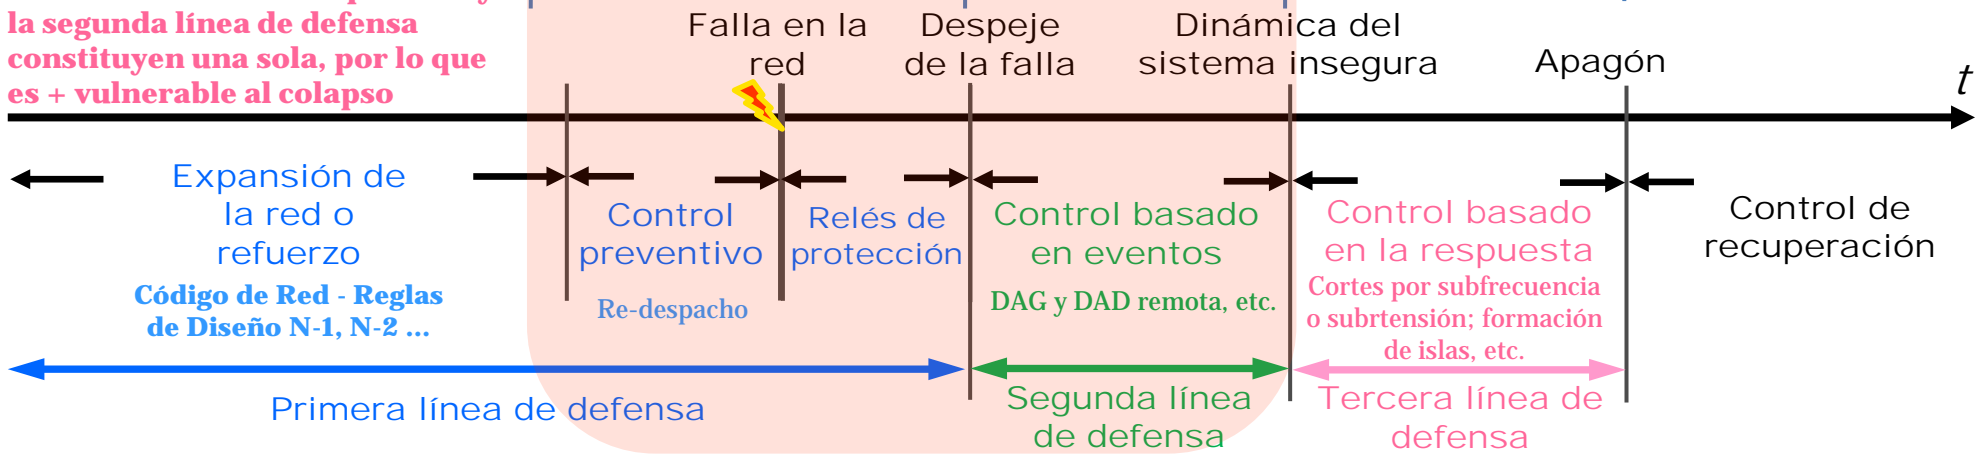 la segunda línea de defensa
constituyen una sola, por lo que
es + vulnerable al colapso
Falla en la
red
Despeje
de la falla
Dinámica del
sistema insegura
Apagón
t
Expansión de
la red o
refuerzo
Código de Red - Reglas
de Diseño N-1, N-2 ...
Control
preventivo
Re-despacho
Relés de
protección
Control basado
en eventos
DAG y DAD remota, etc.
Control basado
en la respuesta
Cortes por subfrecuencia
o subrtensión; formación
de islas, etc.
Control de
recuperación
Primera línea de defensa
Segunda línea
de defensa
Tercera línea de
defensa